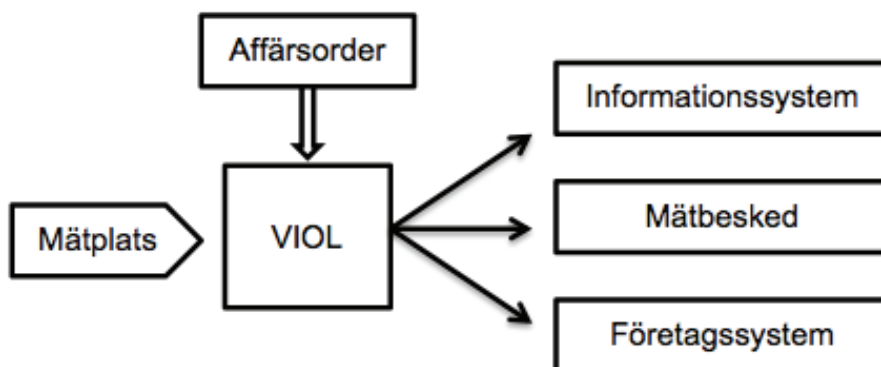 Affärsorder
Informationssystem
Mätplats
VIOL
Mätbesked
Företagssystem